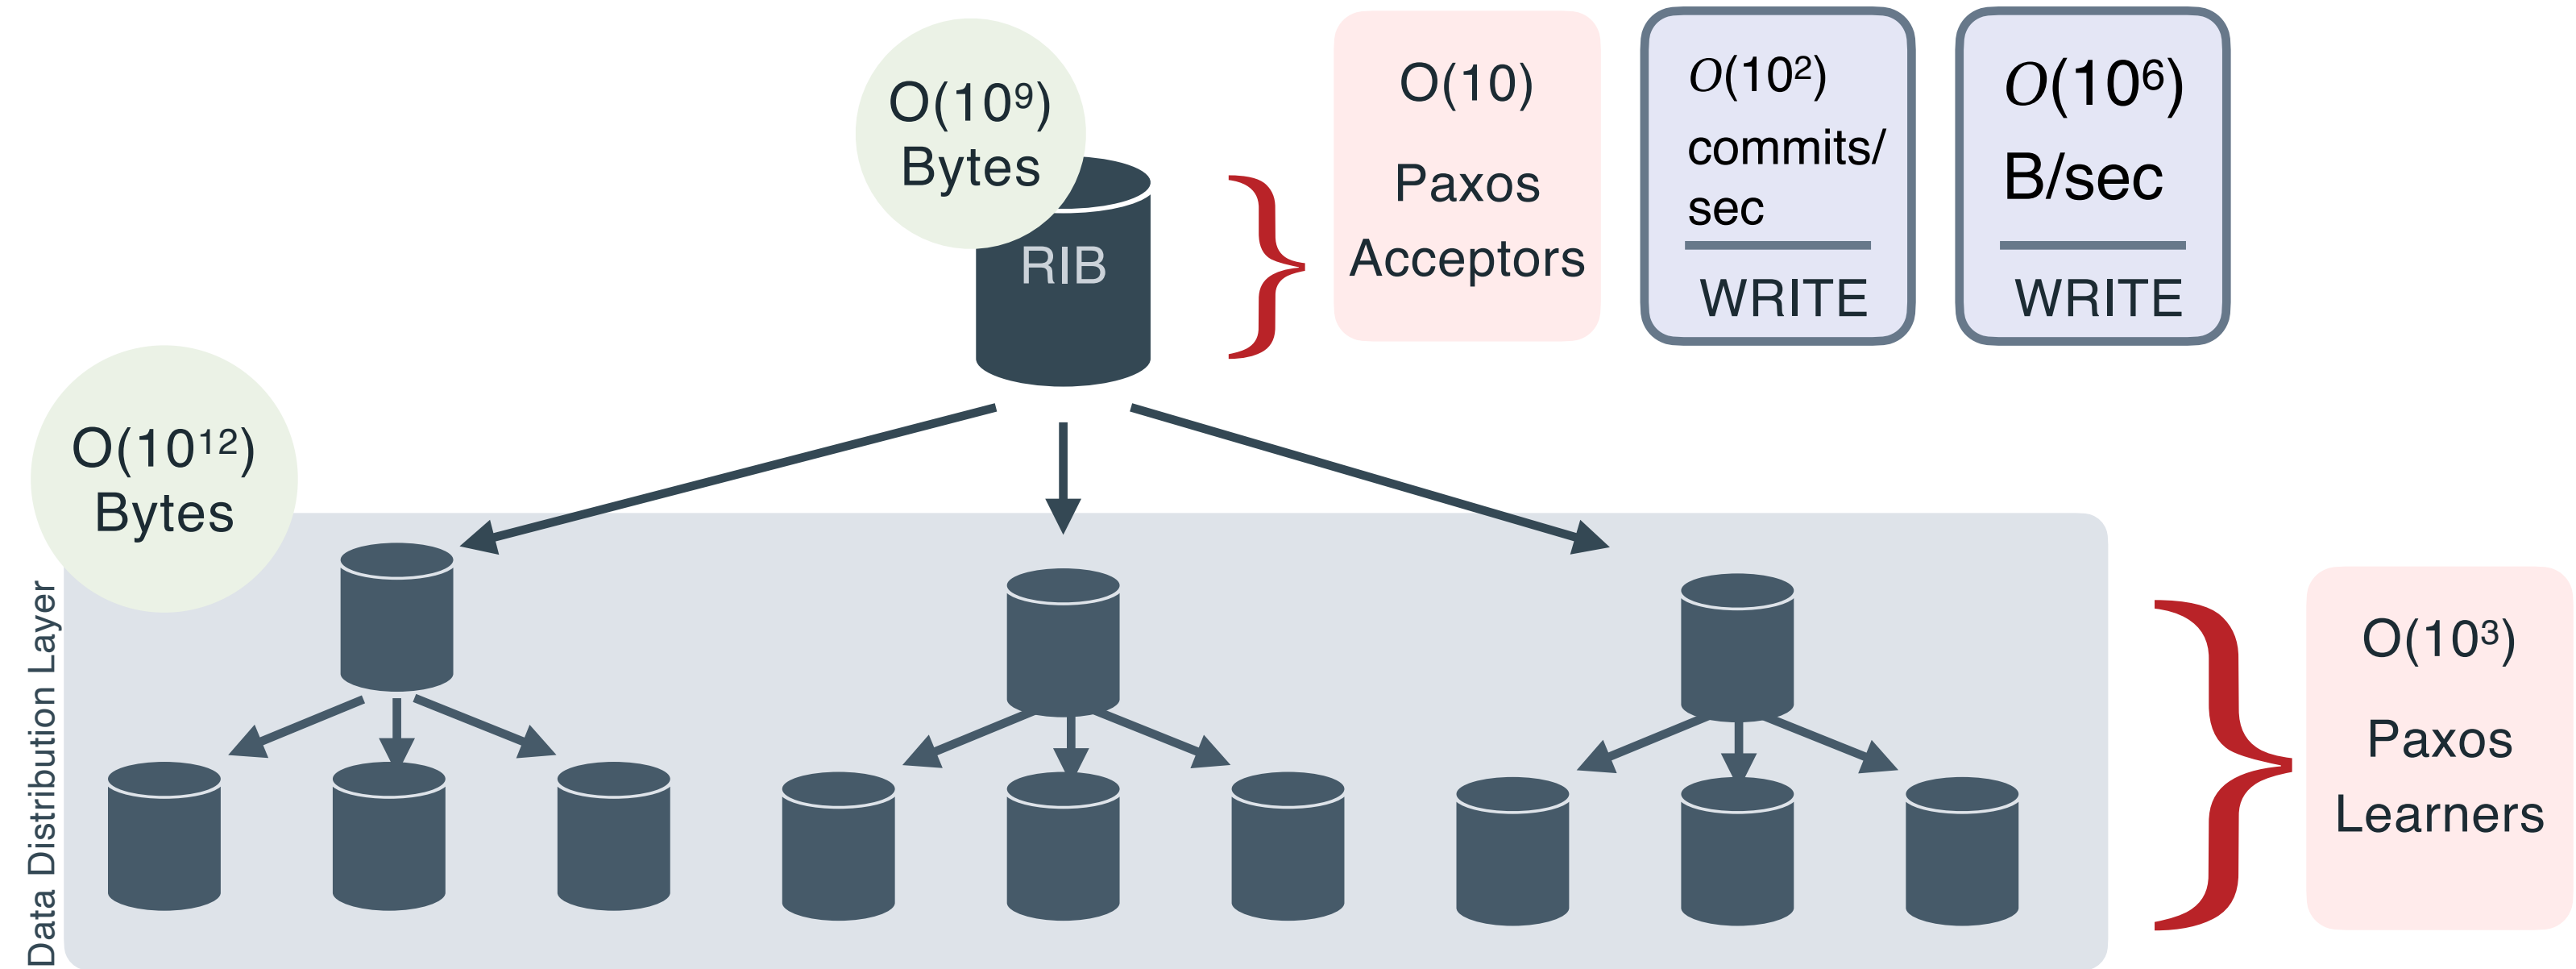 O(10⁹)
Bytes
RIB
O(10)
Paxos
Acceptors
O(10²)
commits/
sec
WRITE
O(10⁶)
B/sec
WRITE
O(10¹²)
Bytes
Data Distribution Layer
O(10³)
Paxos
Learners